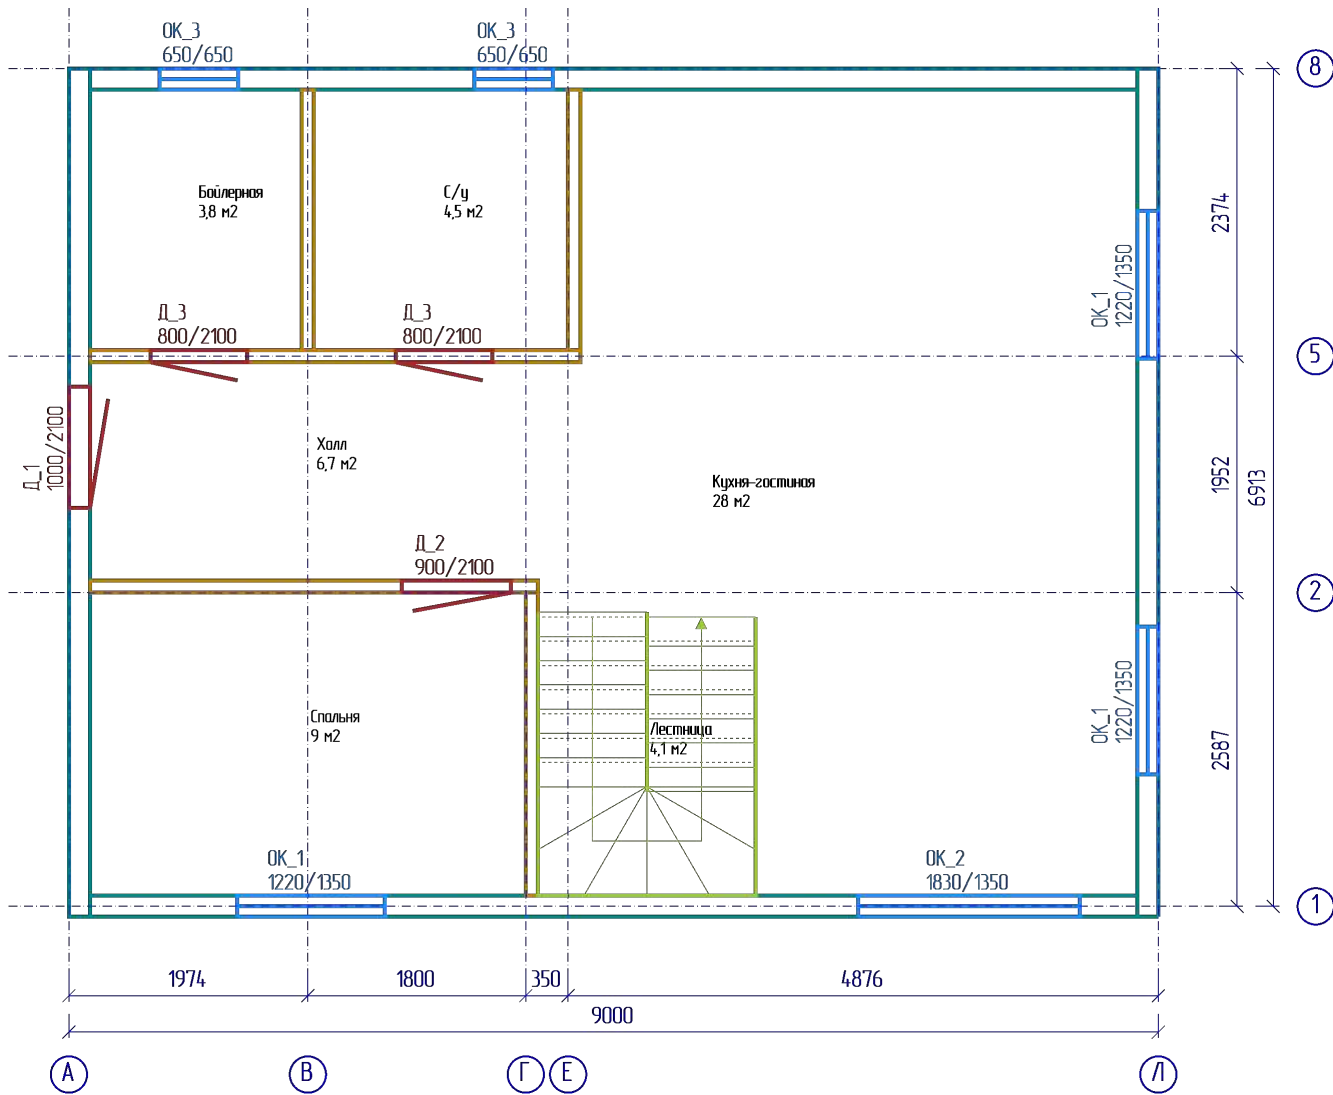 ОК_3
650/650
ОК_3
650/650
8
Бойлерная
3,8 м2
С/у
4,5 м2
2374
ОК_1
1220/1350
Д_3
800/2100
Д_3
800/2100
5
Д_1
1000/2100
Холл
6,7 м2
Кухня-гостиная
28 м2
1952
6913
Д_2
900/2100
2
Спальня
9 м2
Лестница
4,1 м2
ОК_1
1220/1350
2587
ОК_1
1220/1350
ОК_2
1830/1350
1
1974
1800
350
4876
9000
А
В
Г
Е
Л